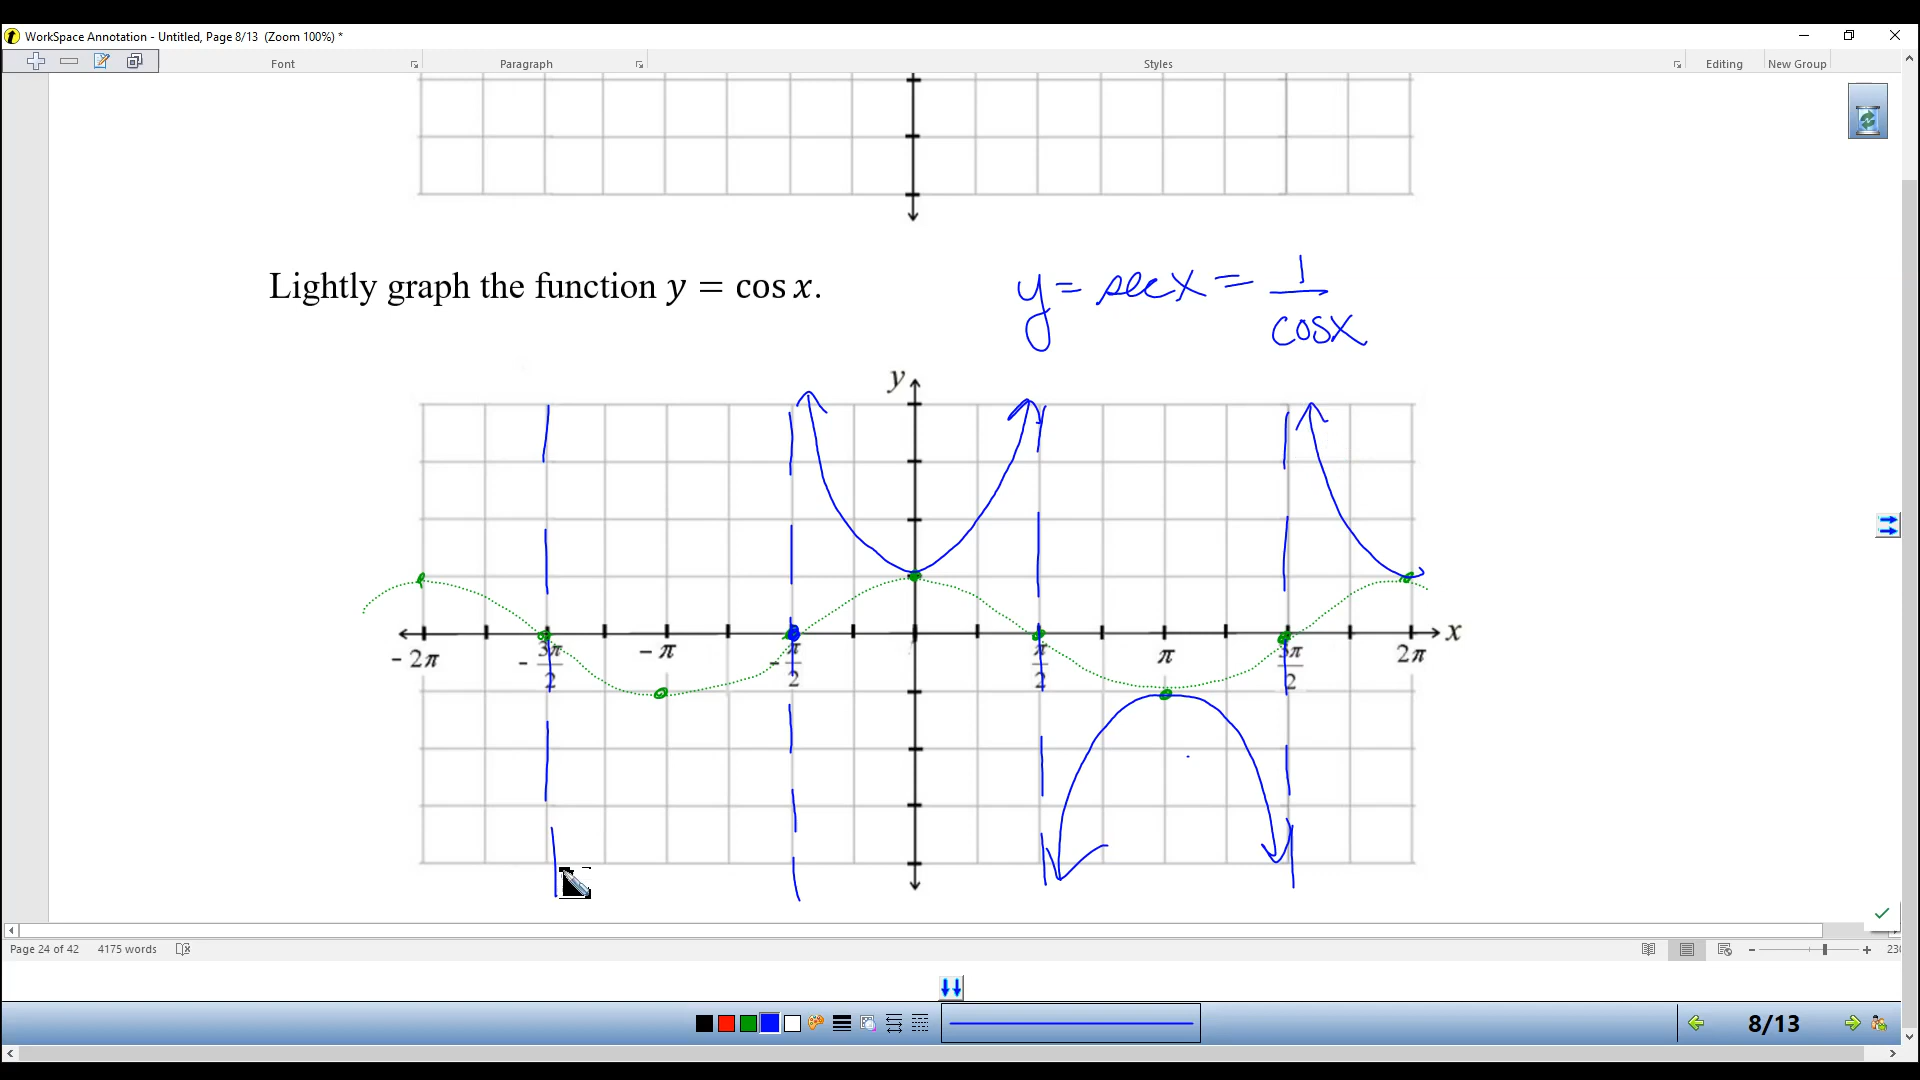 WorkSpace Annotation - Untitled, Page 8/13 (Zoom 100%) *
Font Paragraph Styles Editing New Group
Lightly graph the function y = cos x.
y = sec x = 1/cos x
y
x
- 2π - 3π/2 - π - π/2 π/2 π 3π/2 2π
Page 24 of 42 4175 words
8/13